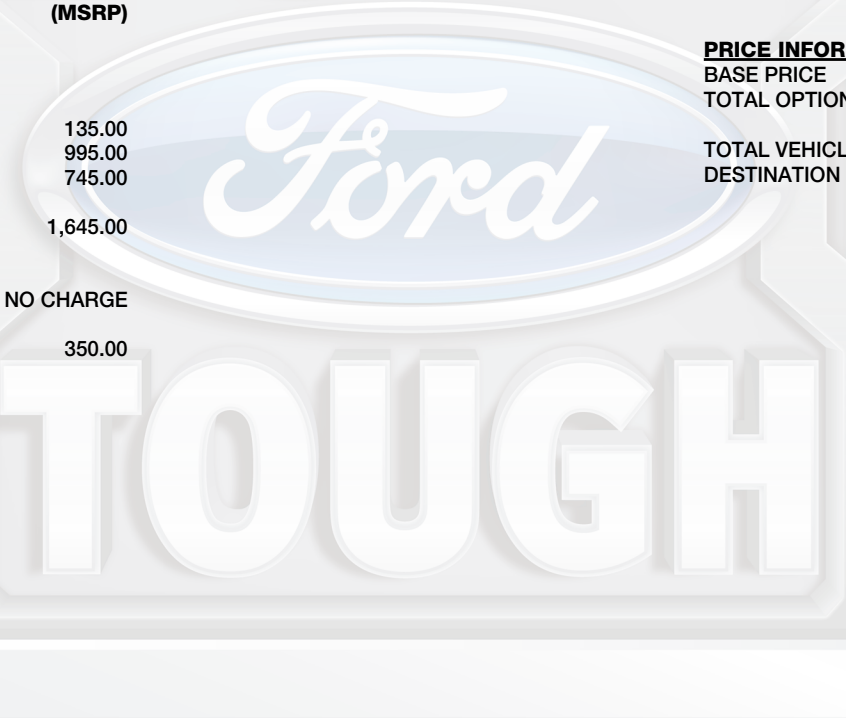 (MSRP)
135.00
995.00
745.00
1,645.00
NO CHARGE
350.00
PRICE INFOR
BASE PRICE
TOTAL OPTION
TOTAL VEHICL
DESTINATION
Ford
TOUGH